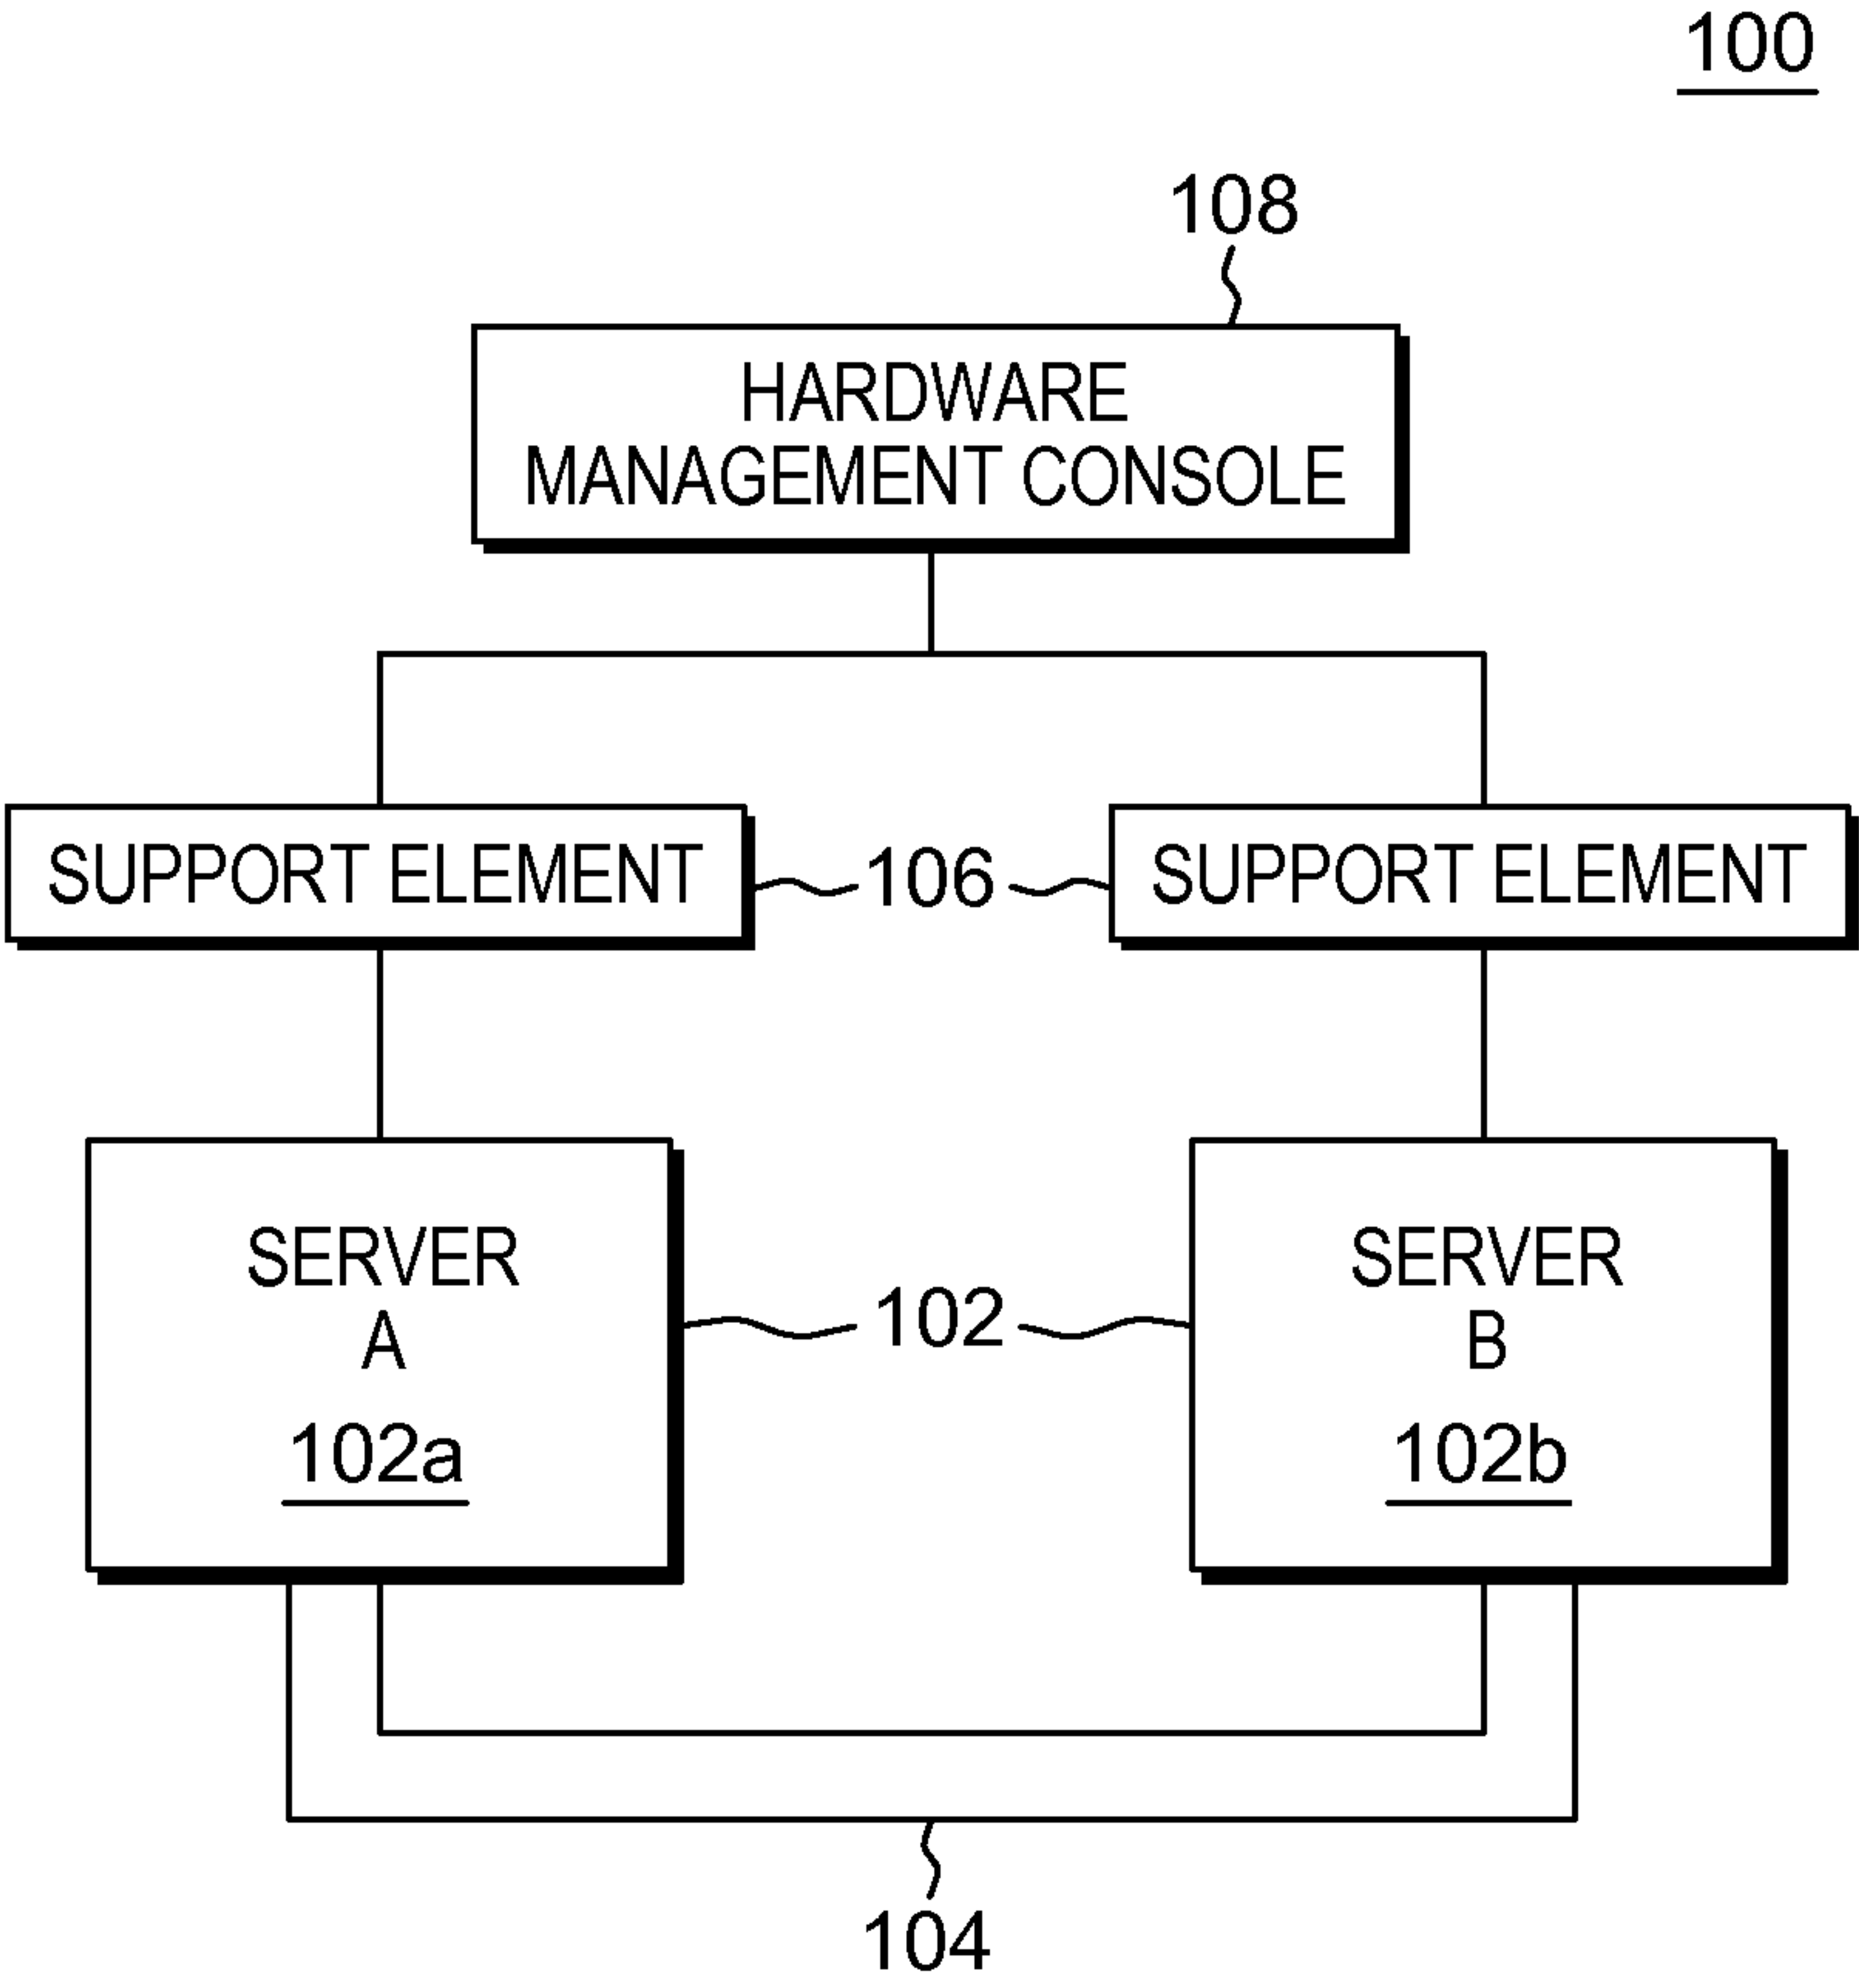 100
108
HARDWARE
MANAGEMENT CONSOLE
SUPPORT ELEMENT
106
SUPPORT ELEMENT
SERVER
A
102a
102
SERVER
B
102b
104